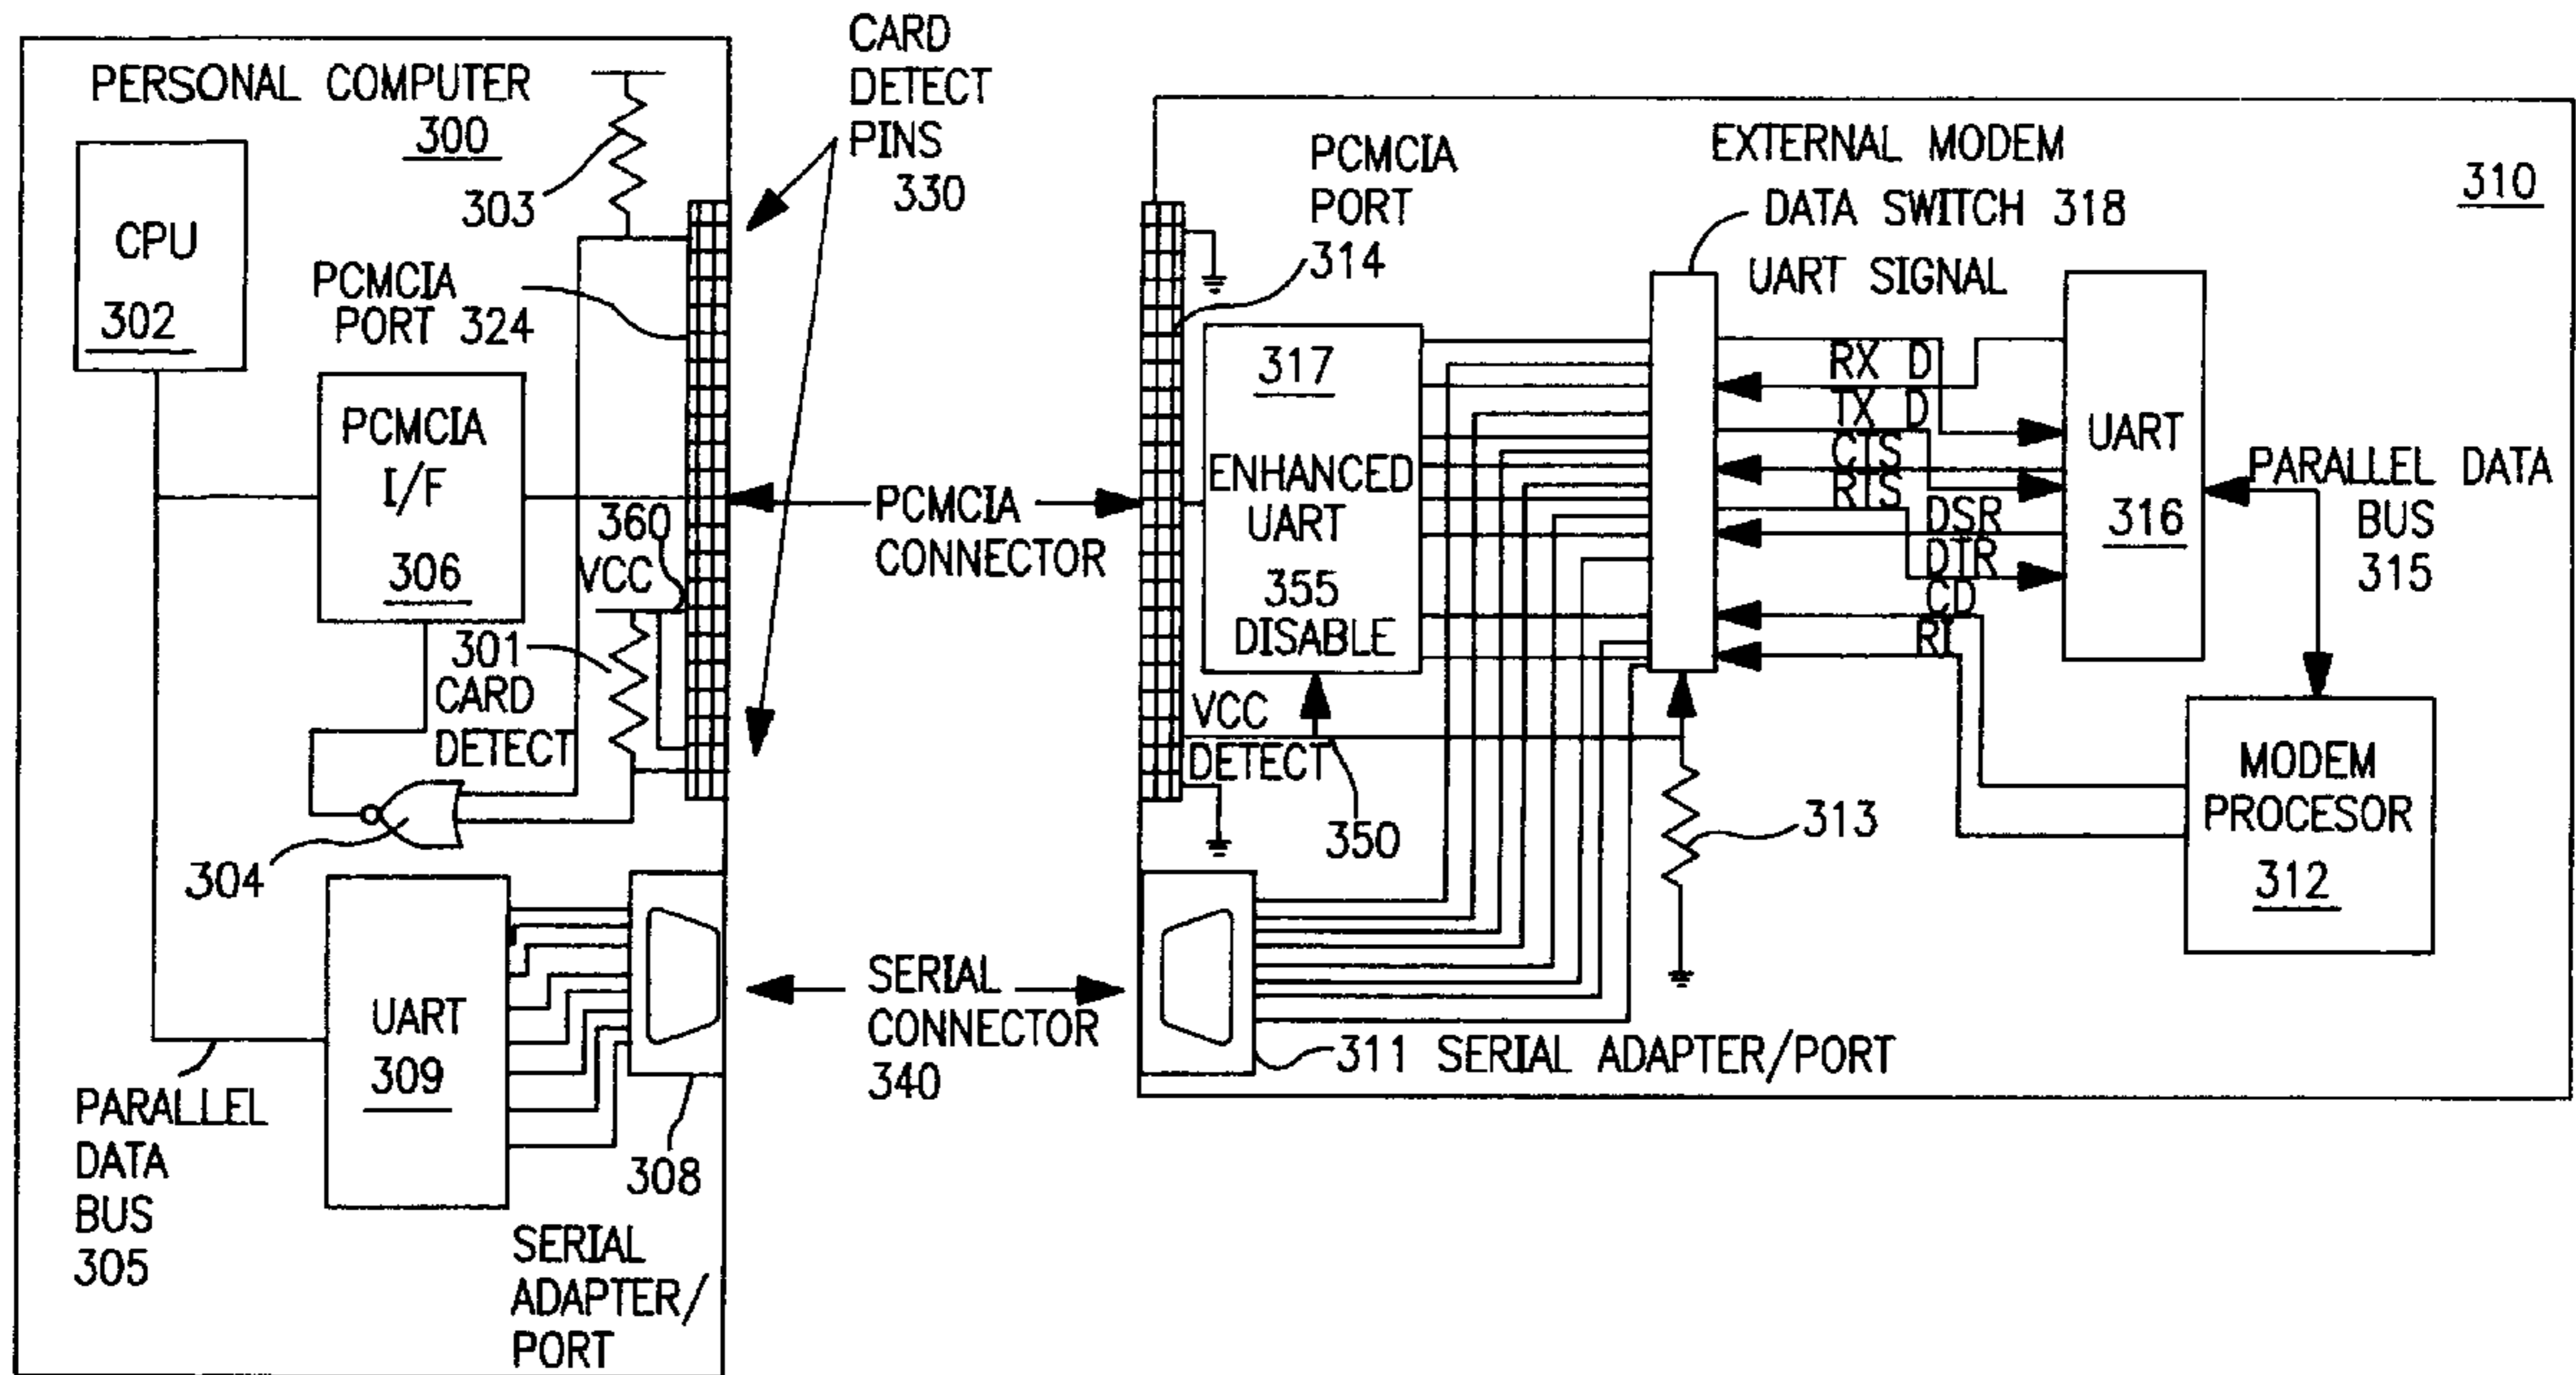 PERSONAL COMPUTER
300
CPU
302
303
PCMCIA
PORT 324
PCMCIA
I/F
306
360
VCC
301
CARD
DETECT
304
UART
309
308
PARALLEL
DATA
BUS
305
SERIAL
ADAPTER/
PORT
CARD
DETECT
PINS
330
PCMCIA
CONNECTOR
SERIAL
CONNECTOR
340
310
PCMCIA
PORT
314
EXTERNAL MODEM
DATA SWITCH 318
UART SIGNAL
317
ENHANCED
UART
355
DISABLE
VCC
DETECT
350
313
RX D
TX D
CTS
RTS
DSR
DTR
CD
RI
UART
316
PARALLEL DATA
BUS
315
MODEM
PROCESOR
312
311 SERIAL ADAPTER/PORT